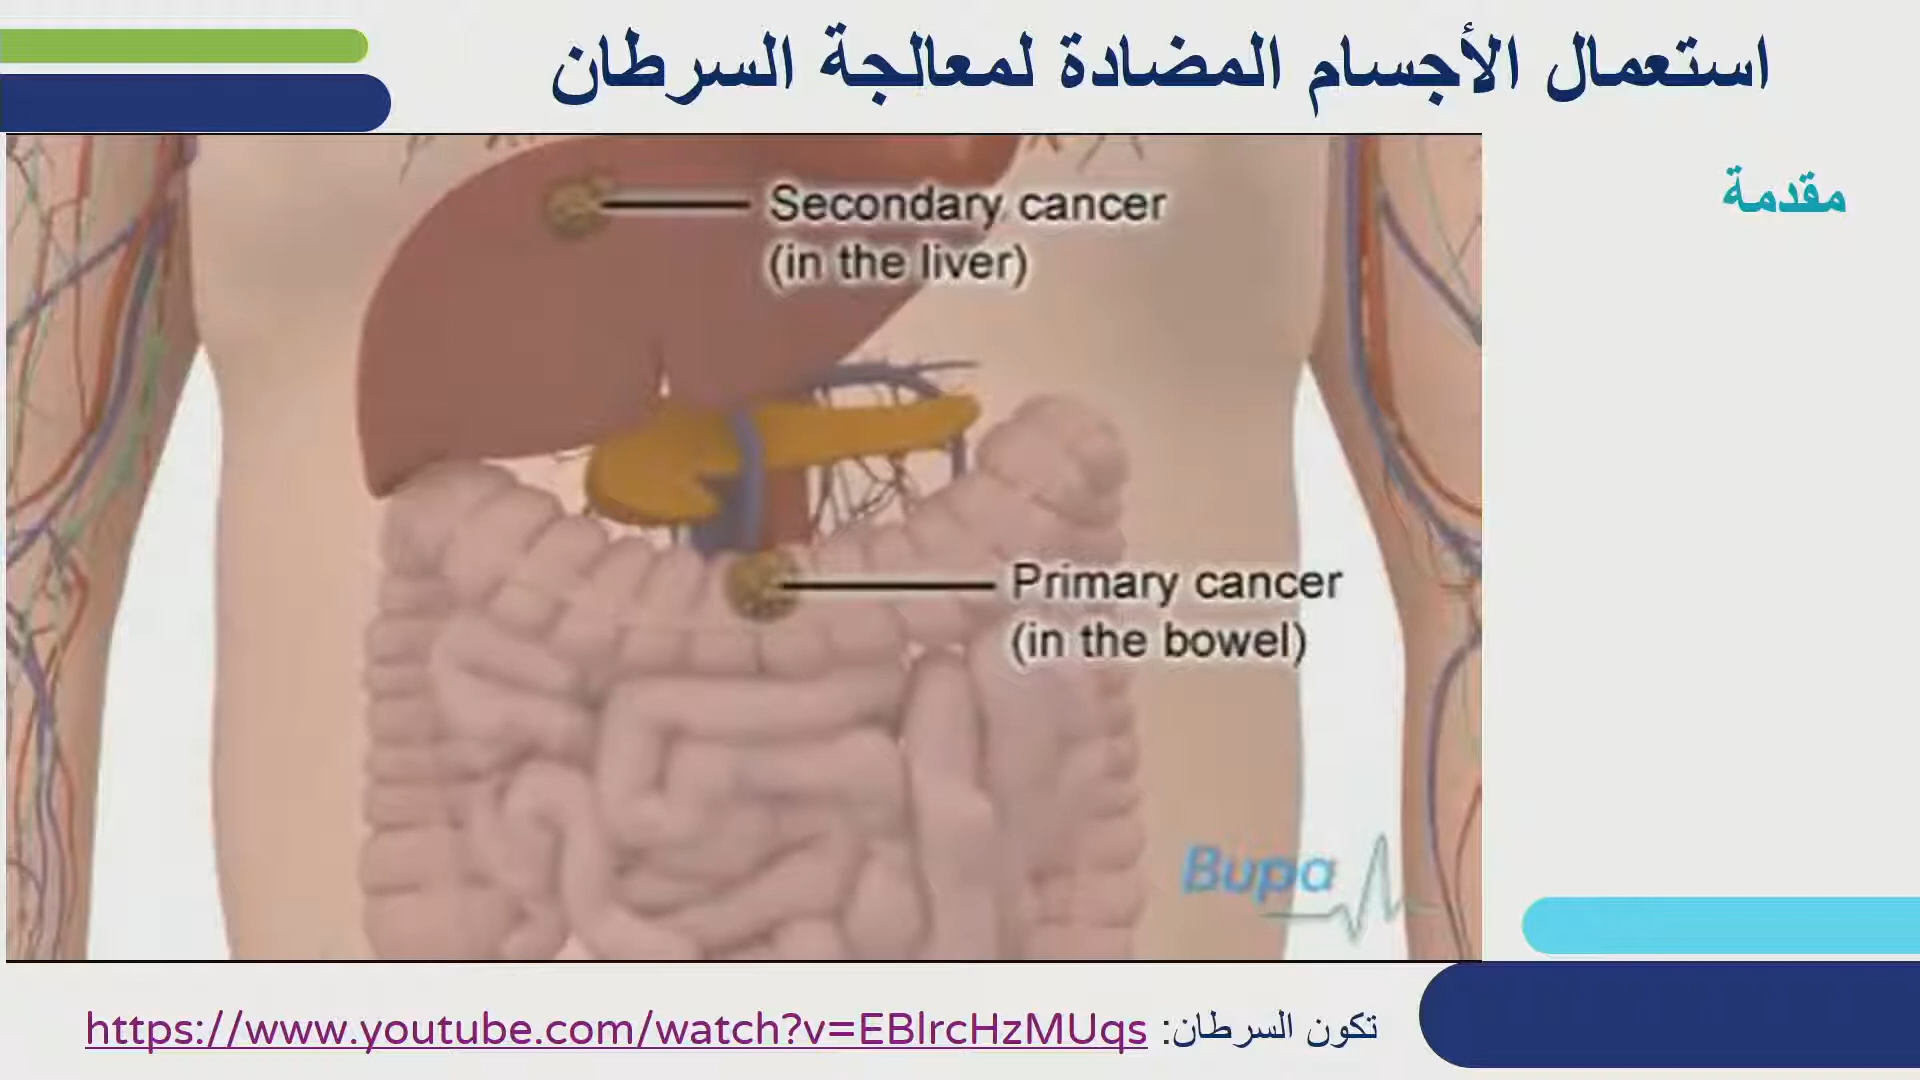 استعمال الأجسام المضادة لمعالجة السرطان
مقدمة
Secondary cancer
(in the liver)
Primary cancer
(in the bowel)
Bupa
تكون السرطان: https://www.youtube.com/watch?v=EBlrcHzMUqs